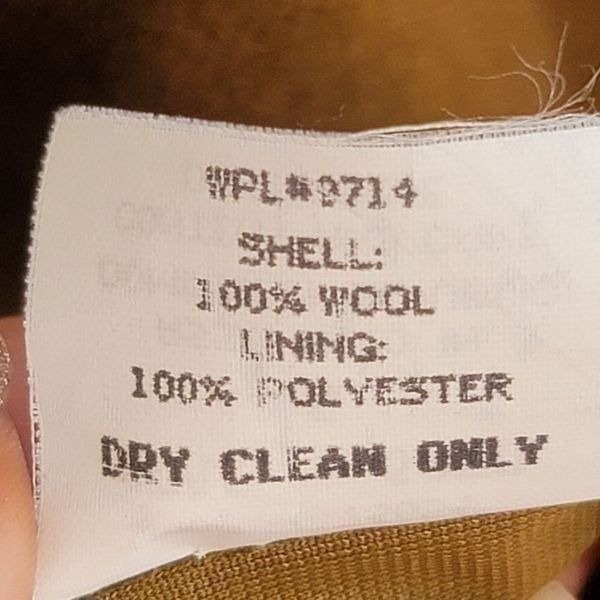 WPL#9714
SHELL:
100% WOOL
LINING:
100% POLYESTER
DRY CLEAN ONLY